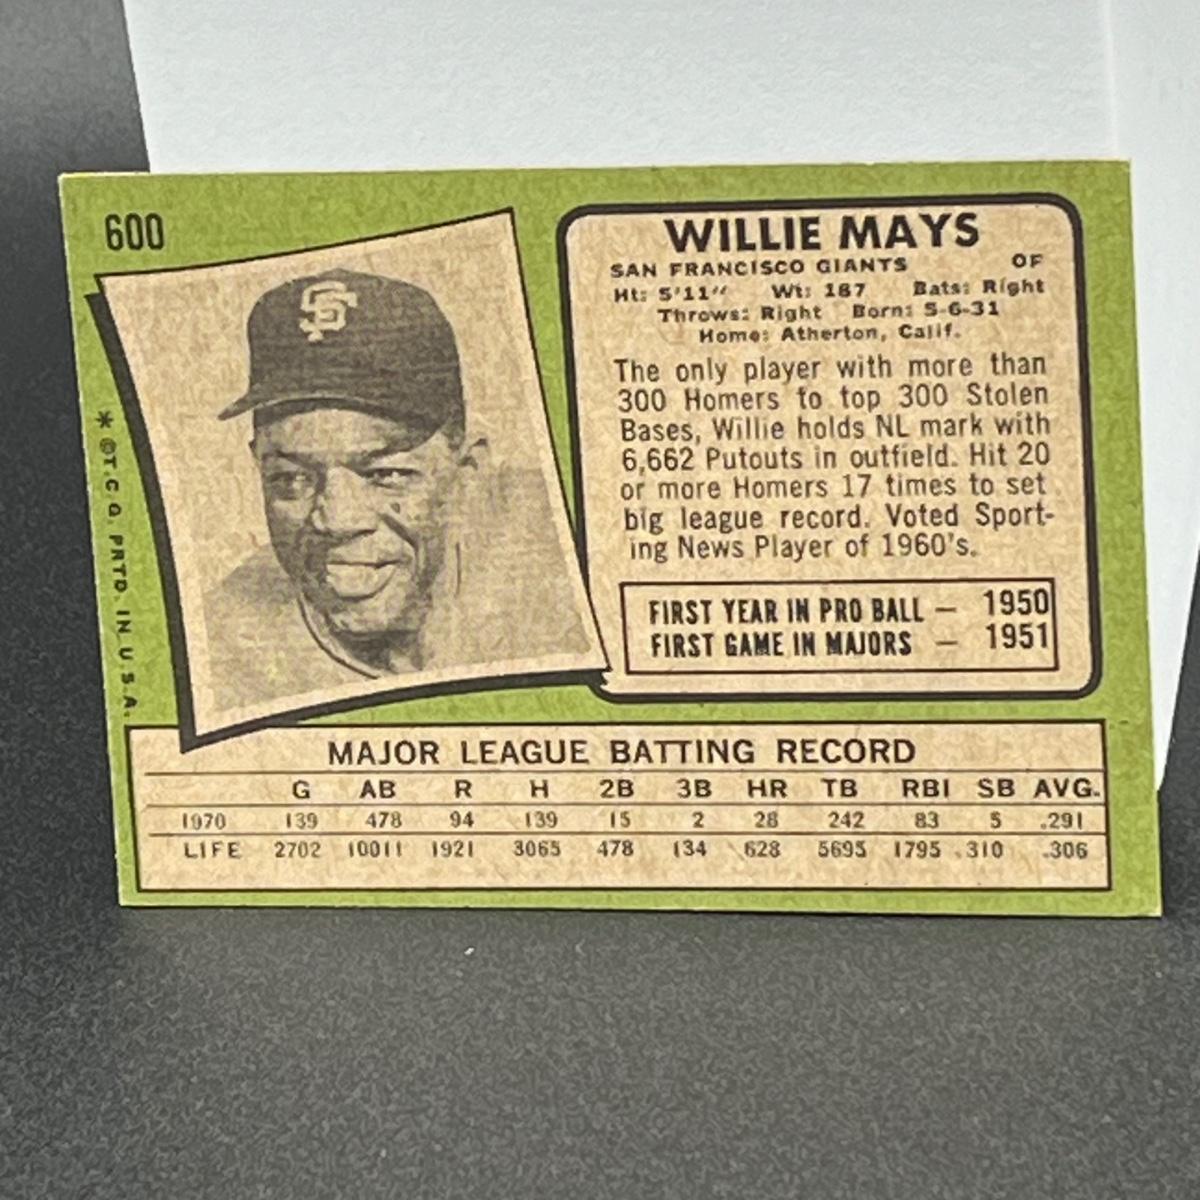 600
WILLIE MAYS
SAN FRANCISCO GIANTS OF
Ht: 5'11" Wt: 187 Bats: Right
Throws: Right Born: 5-6-31
Home: Atherton, Calif.
The only player with more than
300 Homers to top 300 Stolen
Bases, Willie holds NL mark with
6,662 Putouts in outfield. Hit 20
or more Homers 17 times to set
big league record. Voted Sport-
ing News Player of 1960's.
FIRST YEAR IN PRO BALL — 1950
FIRST GAME IN MAJORS — 1951
SF
* ©T.C.G. PRTD. IN U.S.A.
MAJOR LEAGUE BATTING RECORD
G AB R H 2B 3B HR TB RBI SB AVG.
1970 139 478 94 139 15 2 28 242 83 5 .291
LIFE 2702 10011 1921 3065 478 134 628 5695 1795 310 .306